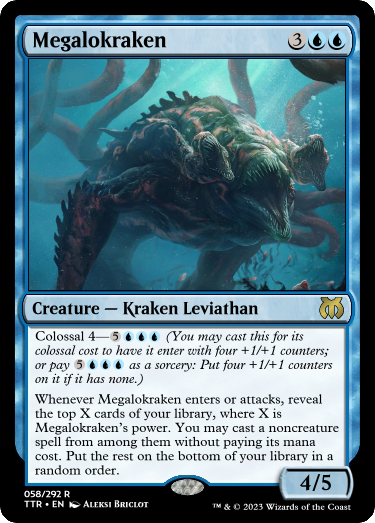 Megalokraken 3
Creature — Kraken Leviathan
Colossal 4—5 (You may cast this for its
colossal cost to have it enter with four +1/+1 counters;
or pay 5 as a sorcery: Put four +1/+1 counters
on it if it has none.)
Whenever Megalokraken enters or attacks, reveal
the top X cards of your library, where X is
Megalokraken's power. You may cast a noncreature
spell from among them without paying its mana
cost. Put the rest on the bottom of your library in a
random order.
4/5
058/292 R
TTR • EN Aleksi Briclot
™ & © 2023 Wizards of the Coast